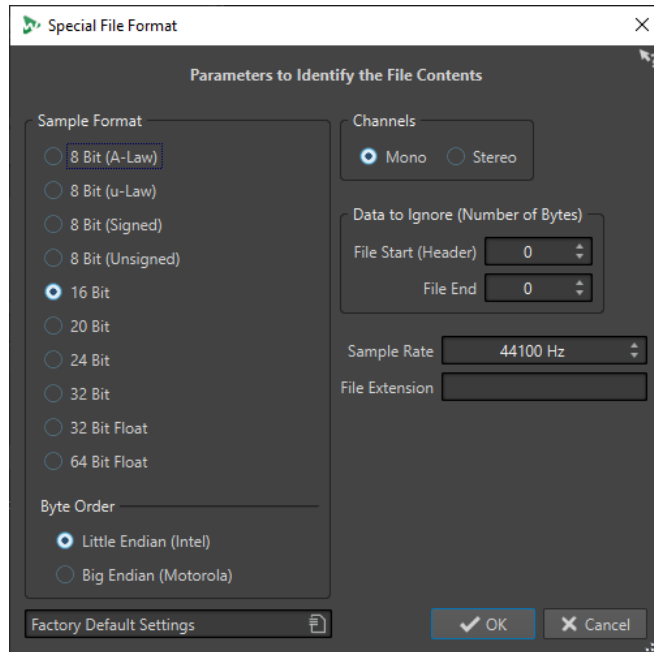 Special File Format
Parameters to Identify the File Contents
Sample Format
8 Bit (A-Law)
8 Bit (u-Law)
8 Bit (Signed)
8 Bit (Unsigned)
16 Bit
20 Bit
24 Bit
32 Bit
32 Bit Float
64 Bit Float
Byte Order
Little Endian (Intel)
Big Endian (Motorola)
Channels
Mono Stereo
Data to Ignore (Number of Bytes)
File Start (Header) 0
File End 0
Sample Rate 44100 Hz
File Extension
Factory Default Settings
OK Cancel